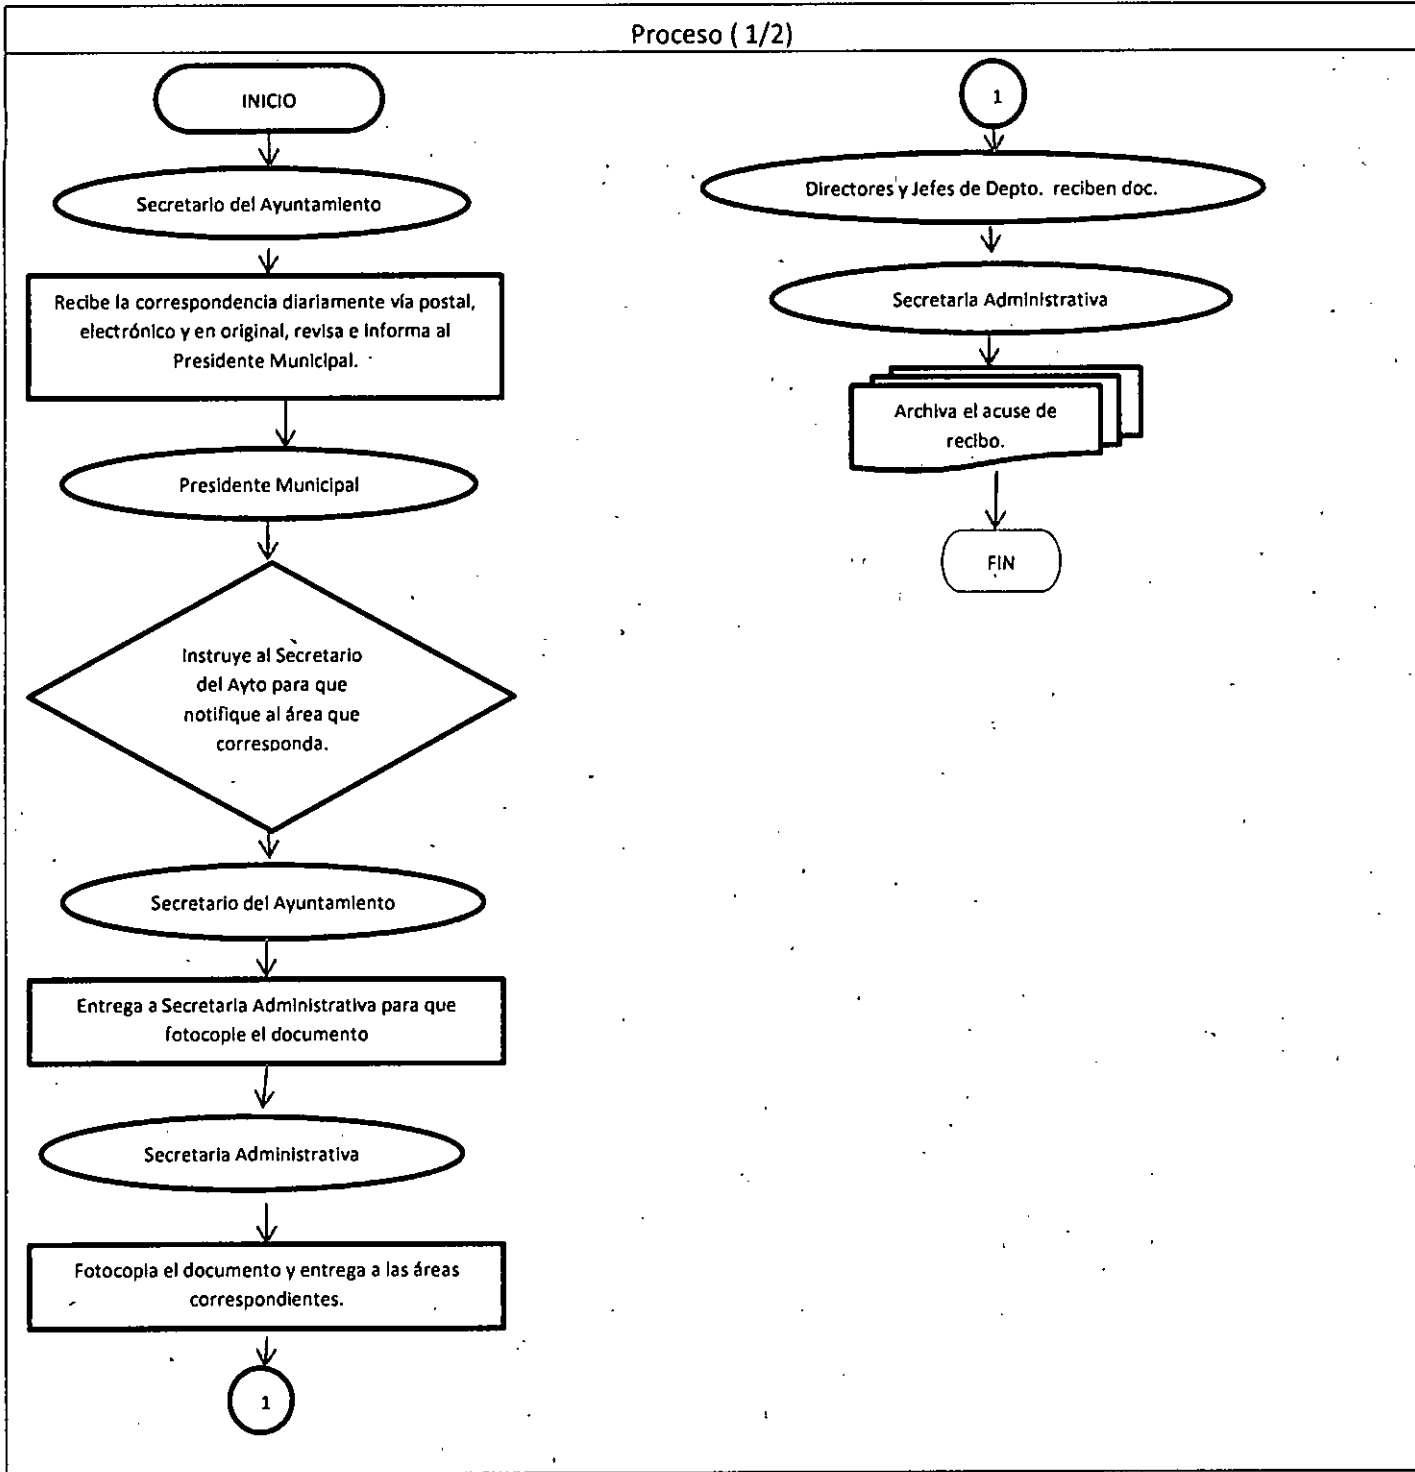 Proceso ( 1/2)
INICIO
Secretario del Ayuntamiento
Recibe la correspondencia diariamente vía postal,
electrónico y en original, revisa e informa al
Presidente Municipal.
Presidente Municipal
Instruye al Secretario
del Ayto para que
notifique al área que
corresponda.
Secretario del Ayuntamiento
Entrega a Secretaria Administrativa para que
fotocopie el documento
Secretaria Administrativa
Fotocopia el documento y entrega a las áreas
correspondientes.
1
1
Directores y Jefes de Depto. reciben doc.
Secretaria Administrativa
Archiva el acuse de
recibo.
FIN